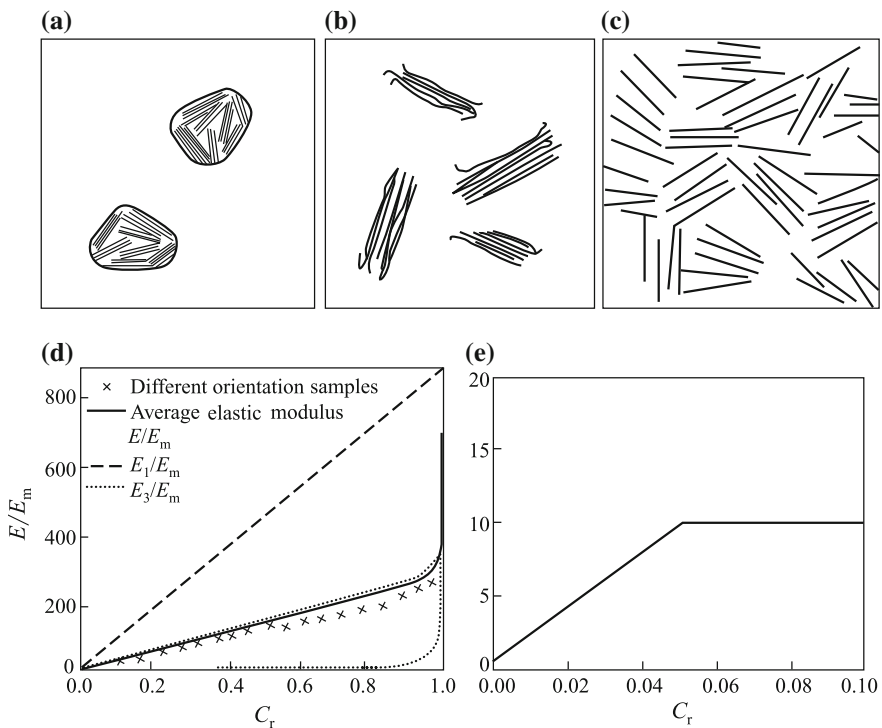 (a) (b) (c)
(d) (e)
× Different orientation samples
Average elastic modulus
E/Em
E1/Em
E3/Em
E/Em
800
600
400
200
0
0.0 0.2 0.4 0.6 0.8 1.0
Cr
20
15
10
5
0
0.00 0.02 0.04 0.06 0.08 0.10
Cr